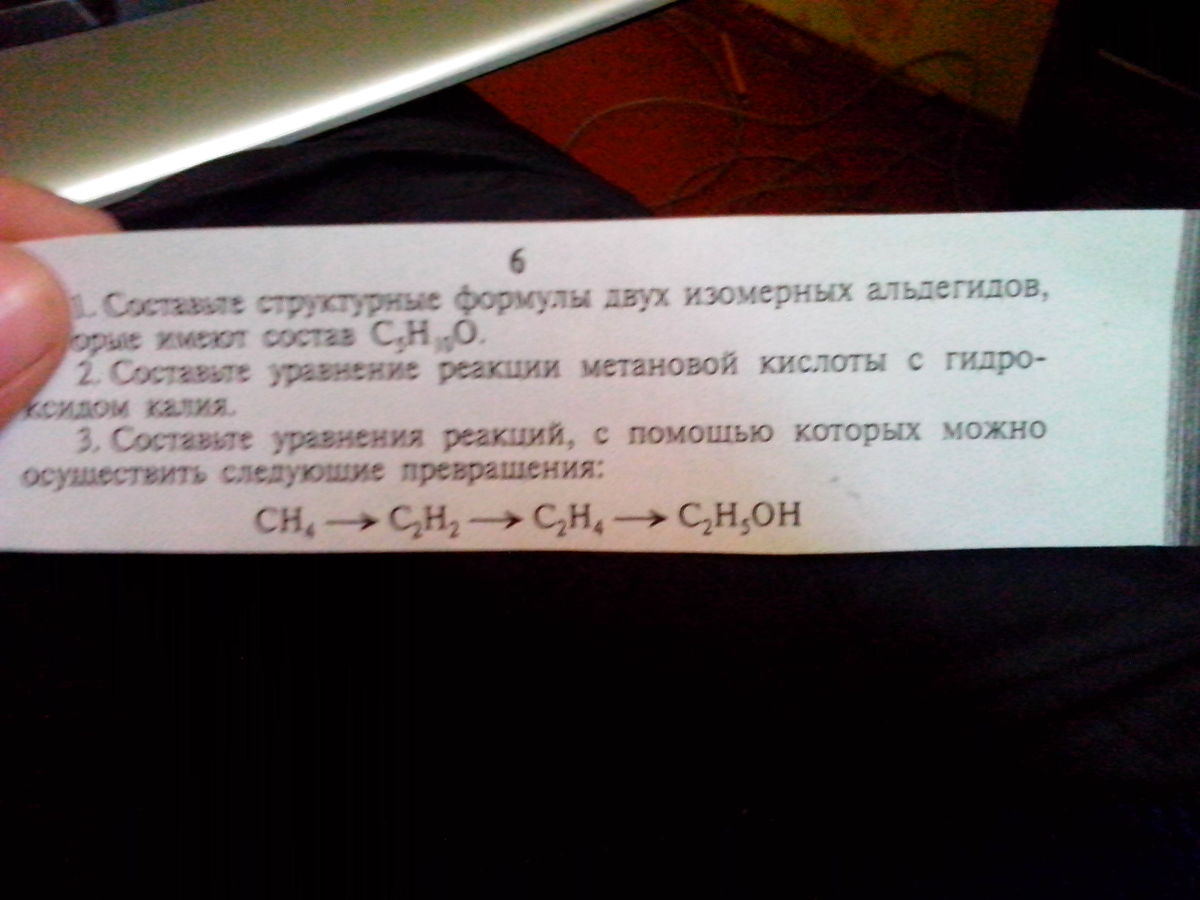 6
1. Составьте структурные формулы двух изомерных альдегидов,
орые имеют состав C₅H₁₀O.
2. Составьте уравнение реакции метановой кислоты с гидро-
ксидом калия.
3. Составьте уравнения реакций, с помощью которых можно
осуществить следующие превращения:
CH₄ → C₂H₂ → C₂H₄ → C₂H₅OH